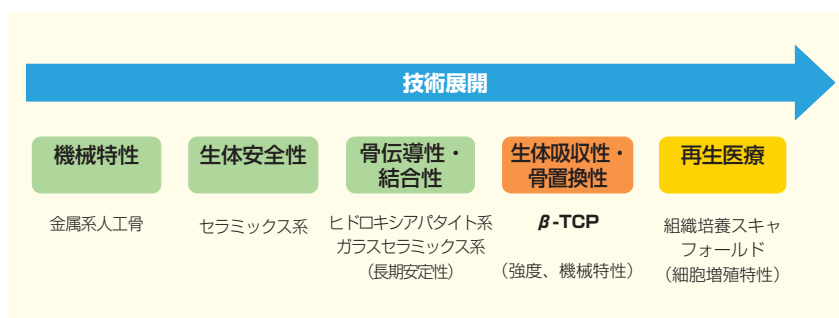 技術展開
機械特性
生体安全性
骨伝導性・
結合性
生体吸収性・
骨置換性
再生医療
金属系人工骨
セラミックス系
ヒドロキシアパタイト系
ガラスセラミックス系
(長期安定性)
β-TCP
(強度、機械特性)
組織培養スキャ
フォールド
(細胞増殖特性)